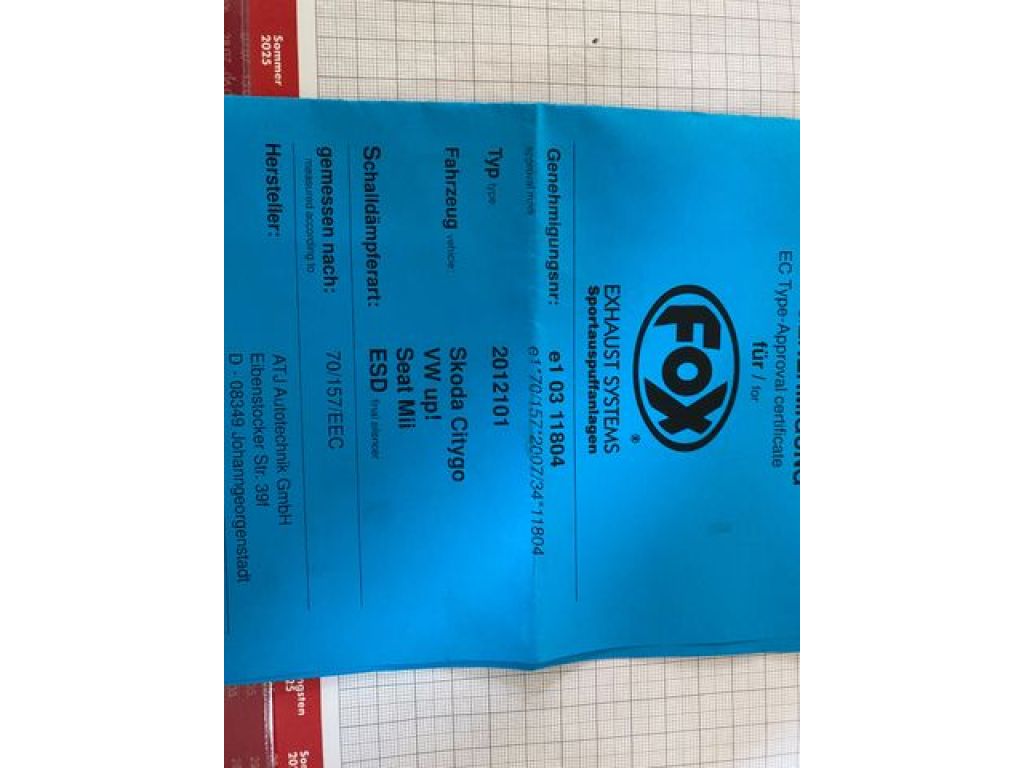 EC Type-Approval certificate
für / for
FOX
®
EXHAUST SYSTEMS
Sportauspuffanlagen
Genehmigungsnr: e1 03 11804
e1*70/157*2007/34*11804
Typ type 2012101
Fahrzeug vehicle: Skoda Citygo
VW up!
Seat Mii
Schalldämpferart: ESD final silencer
gemessen nach: 70/157/EEC
measured according to
Hersteller: ATJ Autotechnik GmbH
Eibenstocker Str. 39f
D - 08349 Johanngeorgenstadt
Sommer
2025